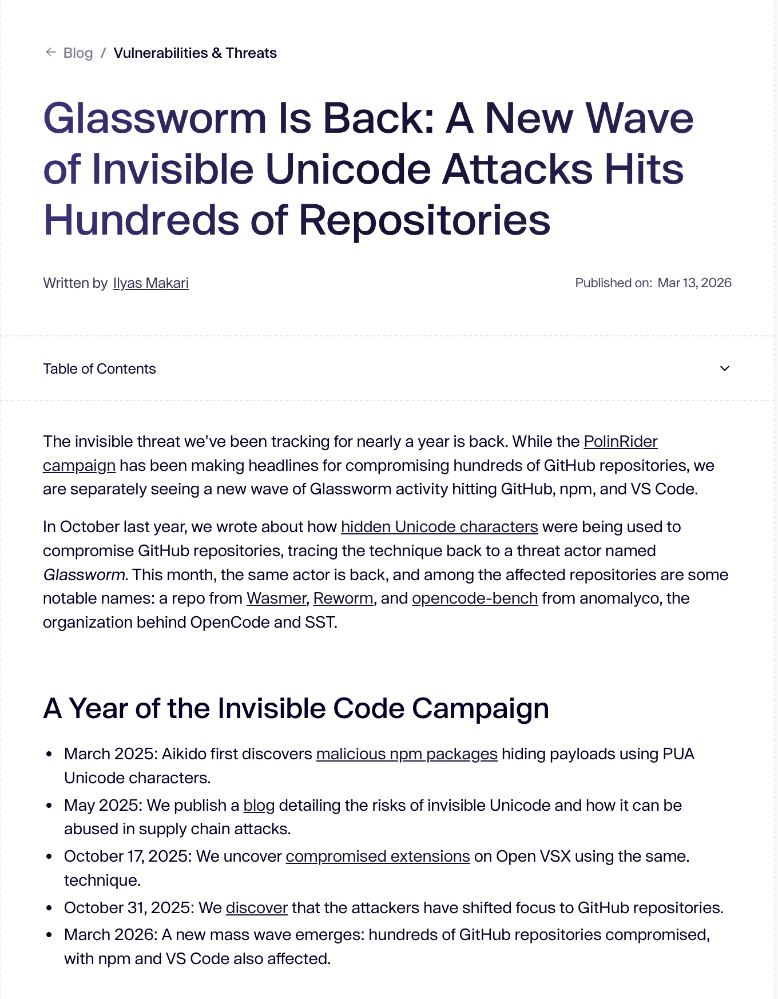 ← Blog / Vulnerabilities & Threats
Glassworm Is Back: A New Wave
of Invisible Unicode Attacks Hits
Hundreds of Repositories
Written by Ilyas Makari
Published on: Mar 13, 2026
Table of Contents
The invisible threat we've been tracking for nearly a year is back. While the PolinRider
campaign has been making headlines for compromising hundreds of GitHub repositories, we
are separately seeing a new wave of Glassworm activity hitting GitHub, npm, and VS Code.
In October last year, we wrote about how hidden Unicode characters were being used to
compromise GitHub repositories, tracing the technique back to a threat actor named
Glassworm. This month, the same actor is back, and among the affected repositories are some
notable names: a repo from Wasmer, Reworm, and opencode-bench from anomalyco, the
organization behind OpenCode and SST.
A Year of the Invisible Code Campaign
• March 2025: Aikido first discovers malicious npm packages hiding payloads using PUA
Unicode characters.
• May 2025: We publish a blog detailing the risks of invisible Unicode and how it can be
abused in supply chain attacks.
• October 17, 2025: We uncover compromised extensions on Open VSX using the same.
technique.
• October 31, 2025: We discover that the attackers have shifted focus to GitHub repositories.
• March 2026: A new mass wave emerges: hundreds of GitHub repositories compromised,
with npm and VS Code also affected.